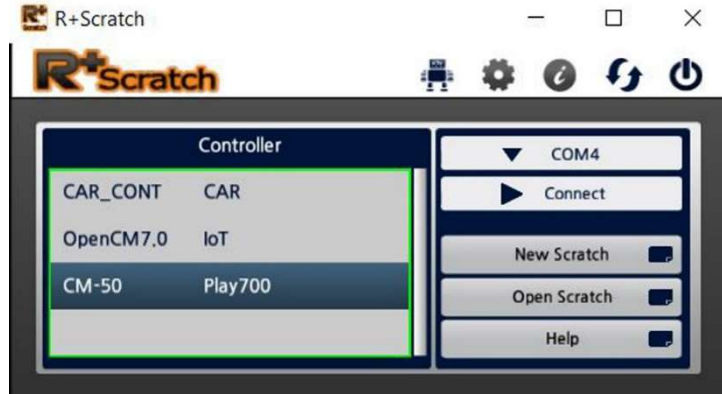 R+Scratch
R+Scratch
Controller
CAR_CONT CAR
OpenCM7.0 IoT
CM-50 Play700
COM4
Connect
New Scratch
Open Scratch
Help